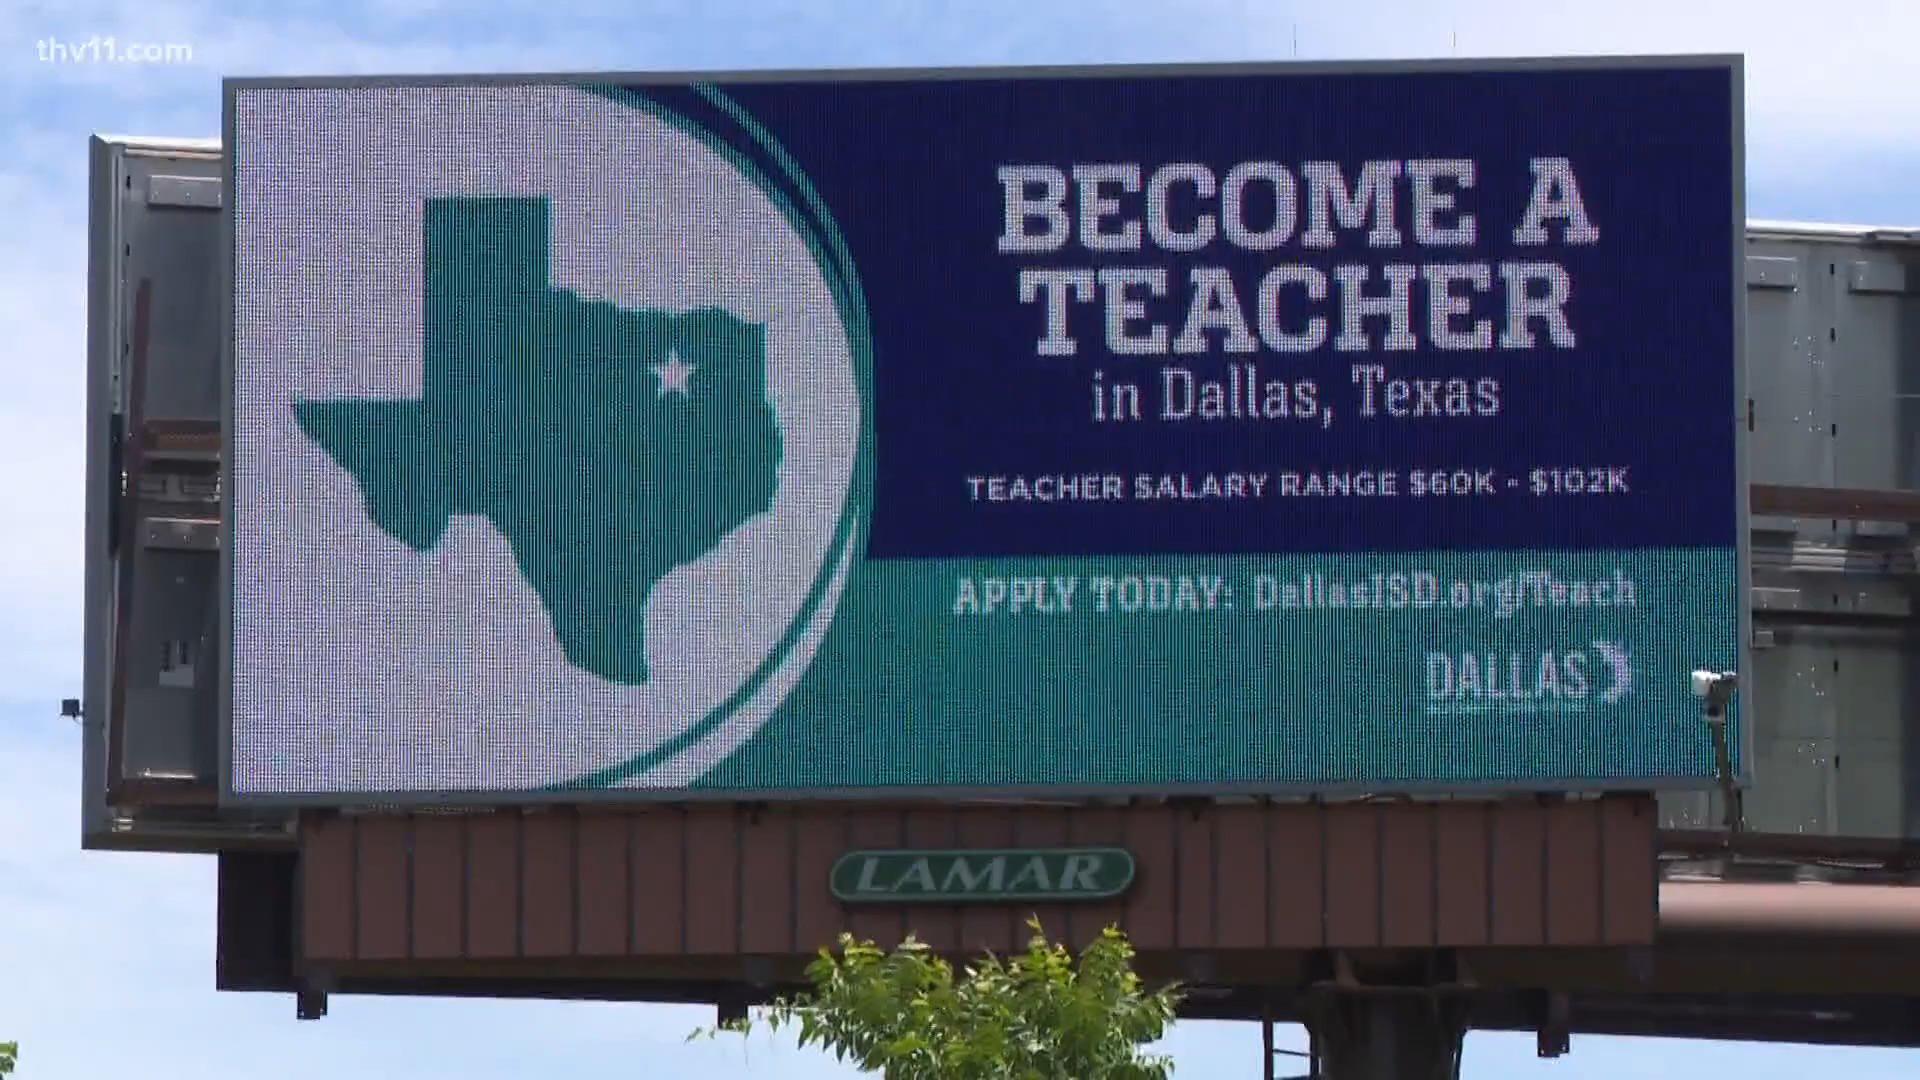 thv11.com
BECOME A
TEACHER
in Dallas, Texas
TEACHER SALARY RANGE $60K - $102K
APPLY TODAY: DallasISD.org/Teach
DALLAS
LAMAR